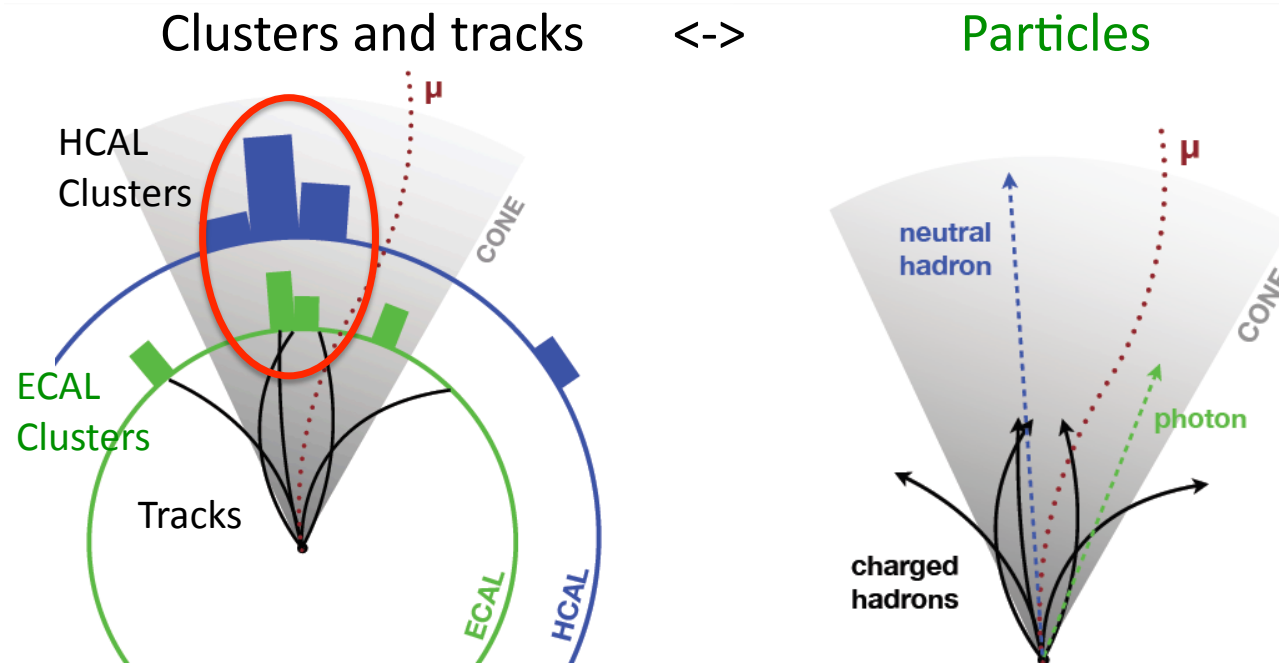 Clusters and tracks <-> Particles
μ
HCAL
Clusters
CONE
ECAL
Clusters
Tracks
ECAL
HCAL
μ
neutral
hadron
CONE
photon
charged
hadrons